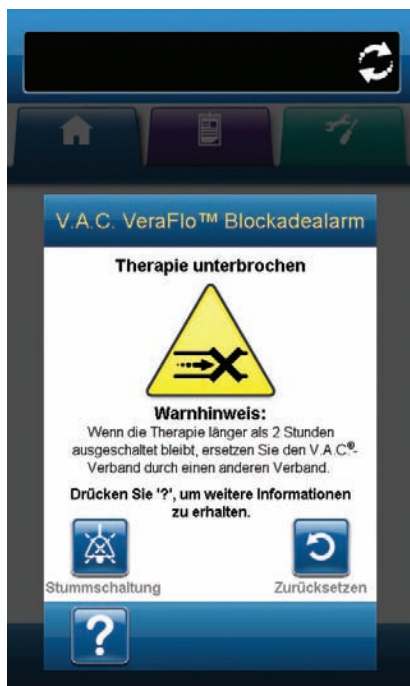 V.A.C. VeraFlo™ Blockadealarm
Therapie unterbrochen
Warnhinweis:
Wenn die Therapie länger als 2 Stunden
ausgeschaltet bleibt, ersetzen Sie den V.A.C®-
Verband durch einen anderen Verband.
Drücken Sie '?', um weitere Informationen
zu erhalten.
Stummschaltung
Zurücksetzen
?